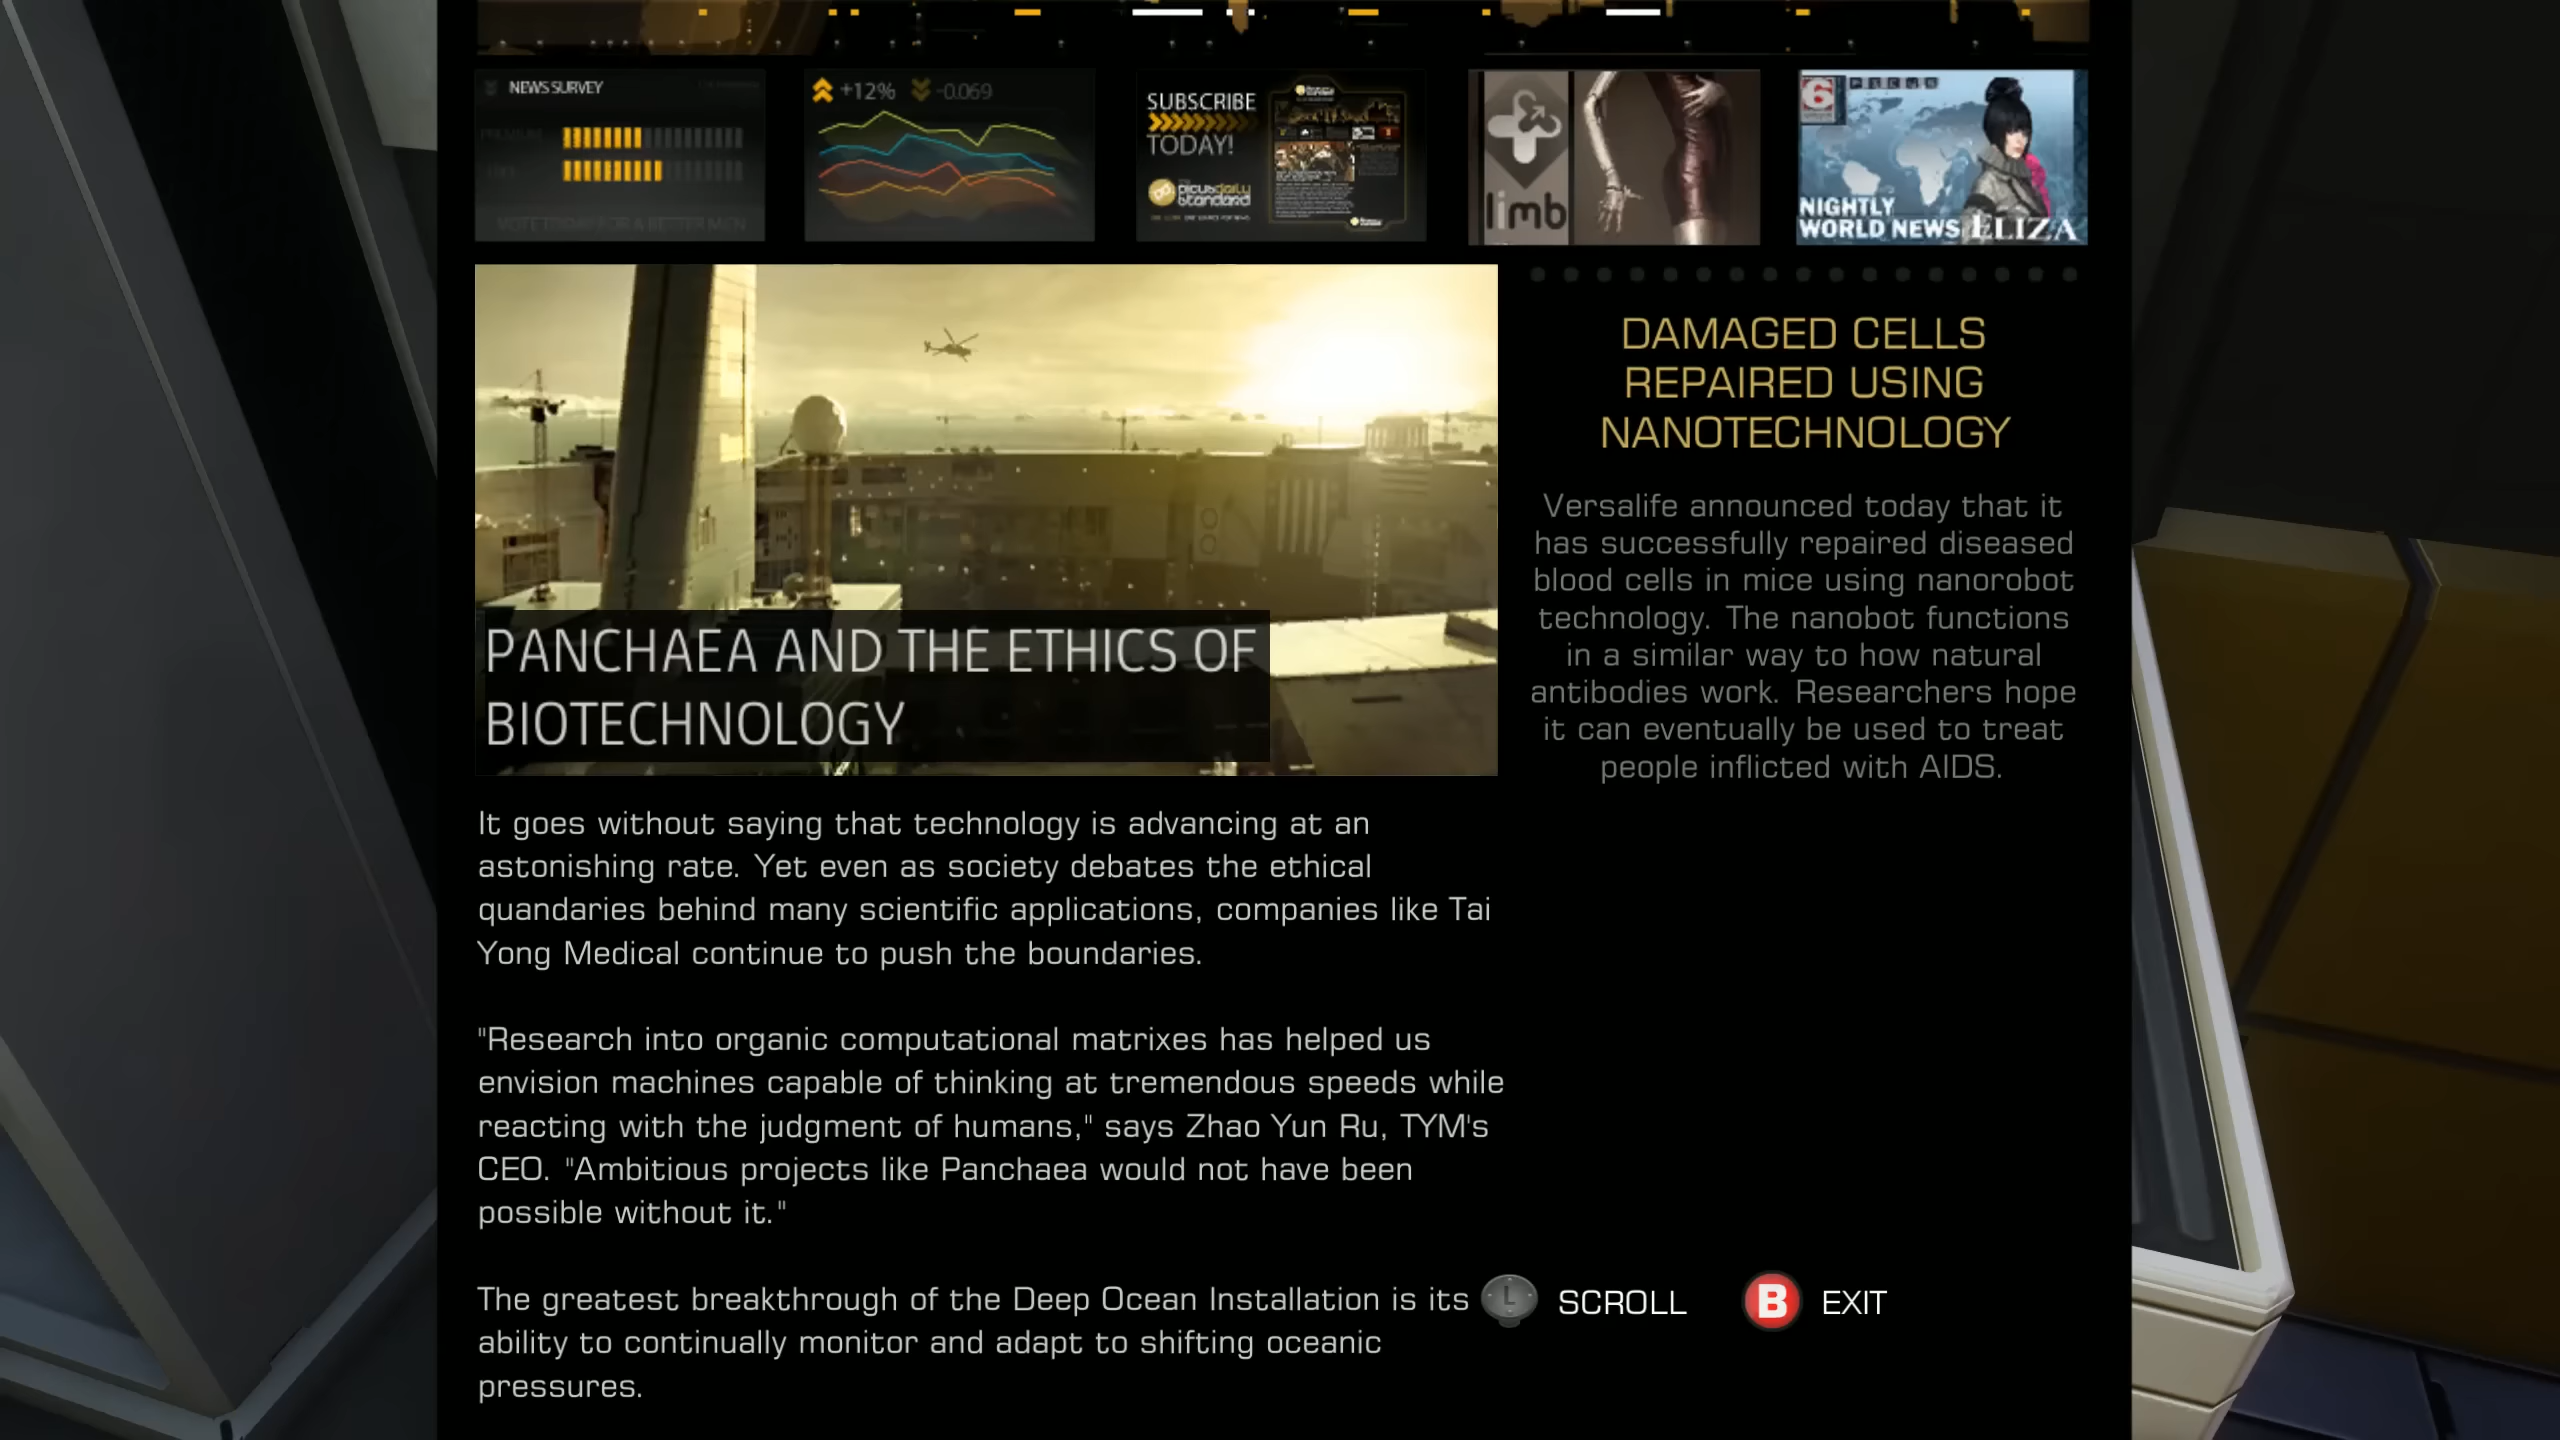 NEWS SURVEY
+12% -0.069
SUBSCRIBE
TODAY!
picusdaily
standard
limb
6 PICUS
NIGHTLY
WORLD NEWS ELIZA
PANCHAEA AND THE ETHICS OF
BIOTECHNOLOGY
It goes without saying that technology is advancing at an
astonishing rate. Yet even as society debates the ethical
quandaries behind many scientific applications, companies like Tai
Yong Medical continue to push the boundaries.
"Research into organic computational matrixes has helped us
envision machines capable of thinking at tremendous speeds while
reacting with the judgment of humans," says Zhao Yun Ru, TYM's
CEO. "Ambitious projects like Panchaea would not have been
possible without it."
The greatest breakthrough of the Deep Ocean Installation is its
ability to continually monitor and adapt to shifting oceanic
pressures.
DAMAGED CELLS
REPAIRED USING
NANOTECHNOLOGY
Versalife announced today that it
has successfully repaired diseased
blood cells in mice using nanorobot
technology. The nanobot functions
in a similar way to how natural
antibodies work. Researchers hope
it can eventually be used to treat
people inflicted with AIDS.
L SCROLL B EXIT